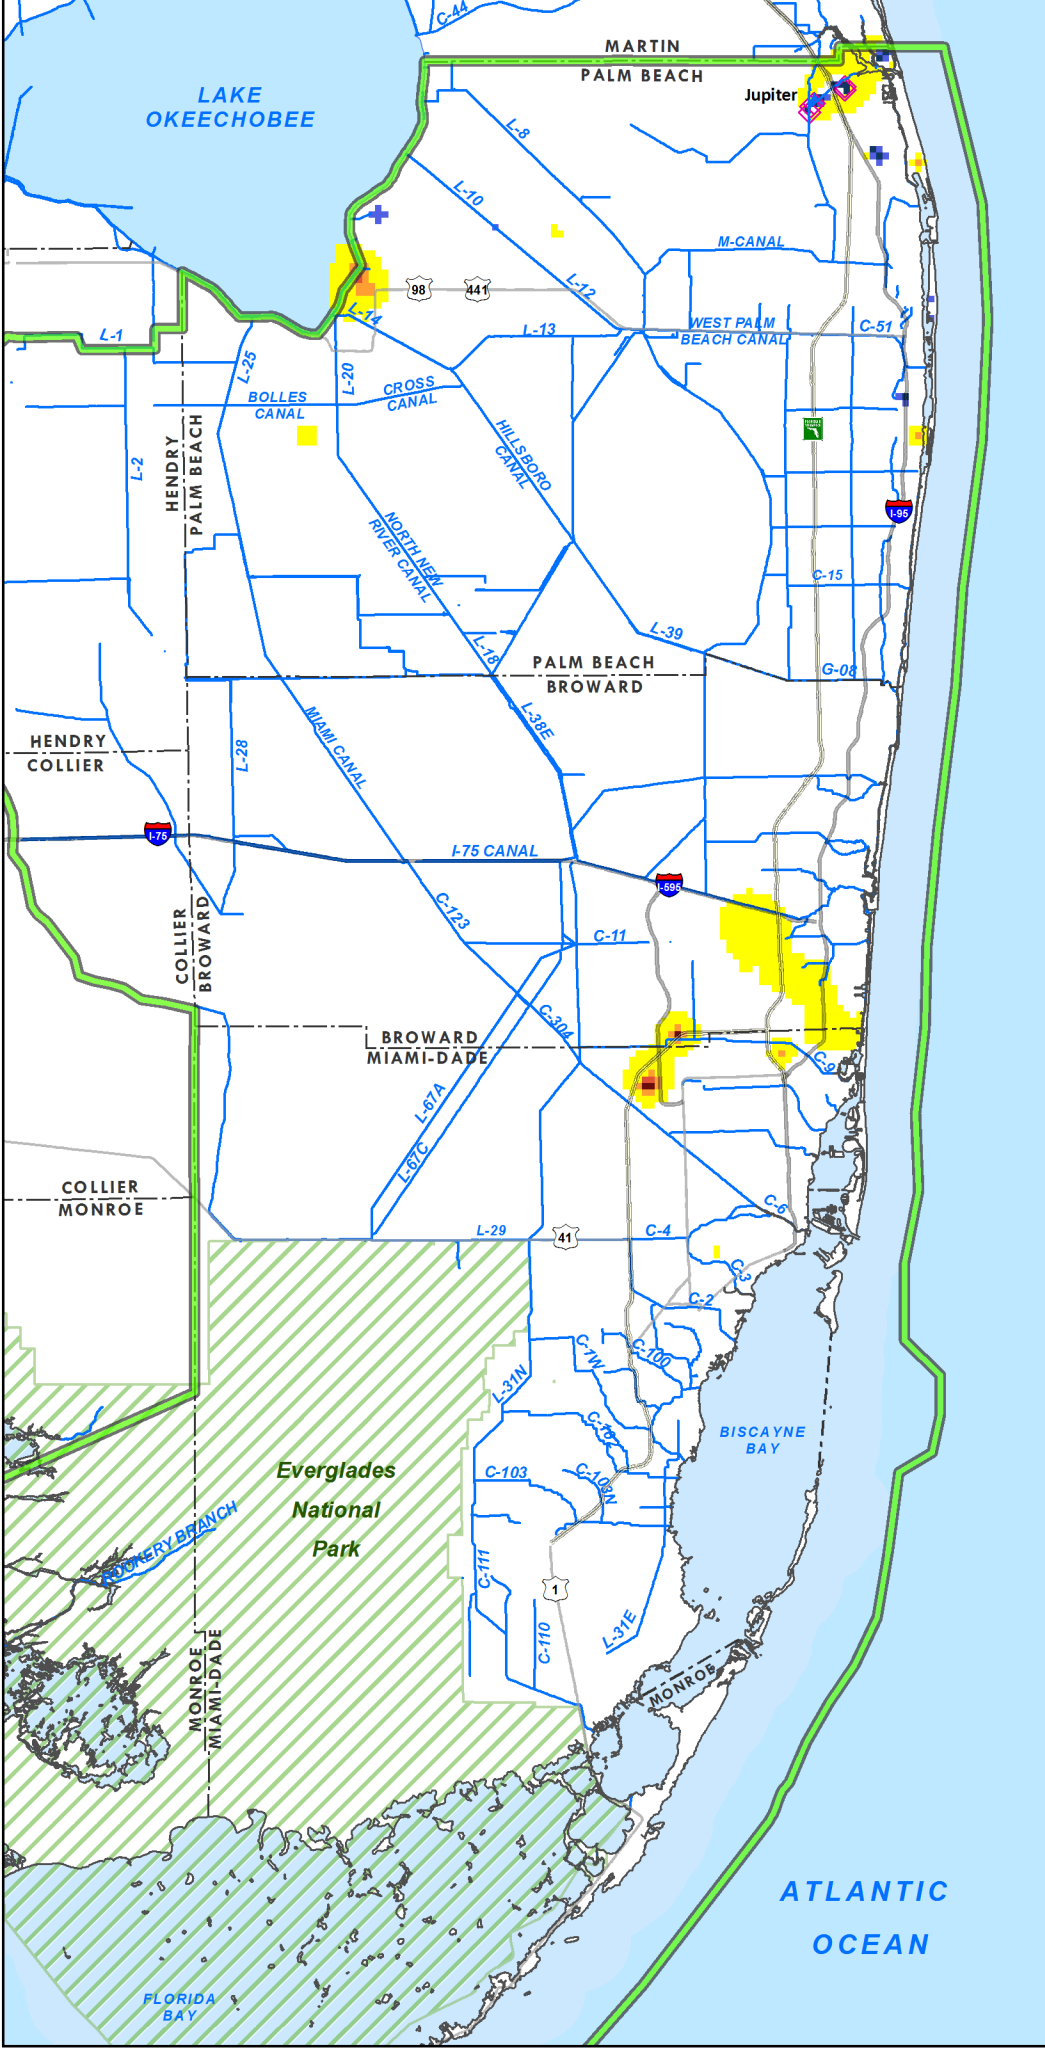 C-44
MARTIN
PALM BEACH
LAKE
OKEECHOBEE
Jupiter
L-8
L-10
M-CANAL
98
441
L-12
L-14
L-1
L-13
WEST PALM
BEACH CANAL
C-51
L-25
L-20
CROSS
CANAL
BOLLES
CANAL
HENDRY
PALM BEACH
HILLSBORO
CANAL
L-2
I-95
NORTH NEW
RIVER CANAL
C-15
L-39
L-18
PALM BEACH
BROWARD
G-08
L-38E
MIAMI CANAL
HENDRY
COLLIER
L-28
I-75
I-75 CANAL
I-595
C-123
COLLIER
BROWARD
C-11
C-304
BROWARD
MIAMI-DADE
C-9
L-67A
L-67C
COLLIER
MONROE
C-6
L-29
41
C-4
C-3
C-2
C-1W
C-100
L-31N
C-102
BISCAYNE
BAY
Everglades
National
Park
C-103
C-103N
ROOKERY BRANCH
C-111
1
C-110
L-31E
MONROE
MIAMI-DADE
MONROE
ATLANTIC
OCEAN
FLORIDA
BAY